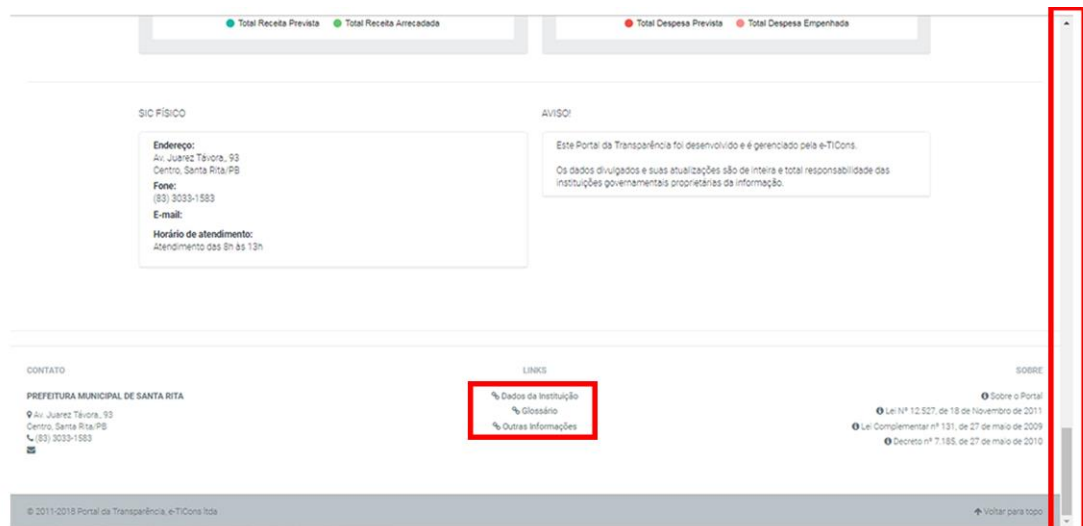 Total Receita Prevista Total Receita Arrecadada
Total Despesa Prevista Total Despesa Empenhada
SIC FÍSICO
Endereço:
Av. Juarez Távora,, 93
Centro, Santa Rita/PB
Fone:
(83) 3033-1583
E-mail:
Horário de atendimento:
Atendimento das 8h às 13h
AVISO!
Este Portal da Transparência foi desenvolvido e é gerenciado pela e-TICons.
Os dados divulgados e suas atualizações são de inteira e total responsabilidade das
instituições governamentais proprietárias da informação.
CONTATO
PREFEITURA MUNICIPAL DE SANTA RITA
Av. Juarez Távora,, 93
Centro, Santa Rita/PB
(83) 3033-1583
LINKS
Dados da Instituição
Glossário
Outras Informações
SOBRE
Sobre o Portal
Lei Nº 12.527, de 18 de Novembro de 2011
Lei Complementar nº 131, de 27 de maio de 2009
Decreto nº 7.185, de 27 de maio de 2010
© 2011-2018 Portal da Transparência, e-TICons ltda
Voltar para topo